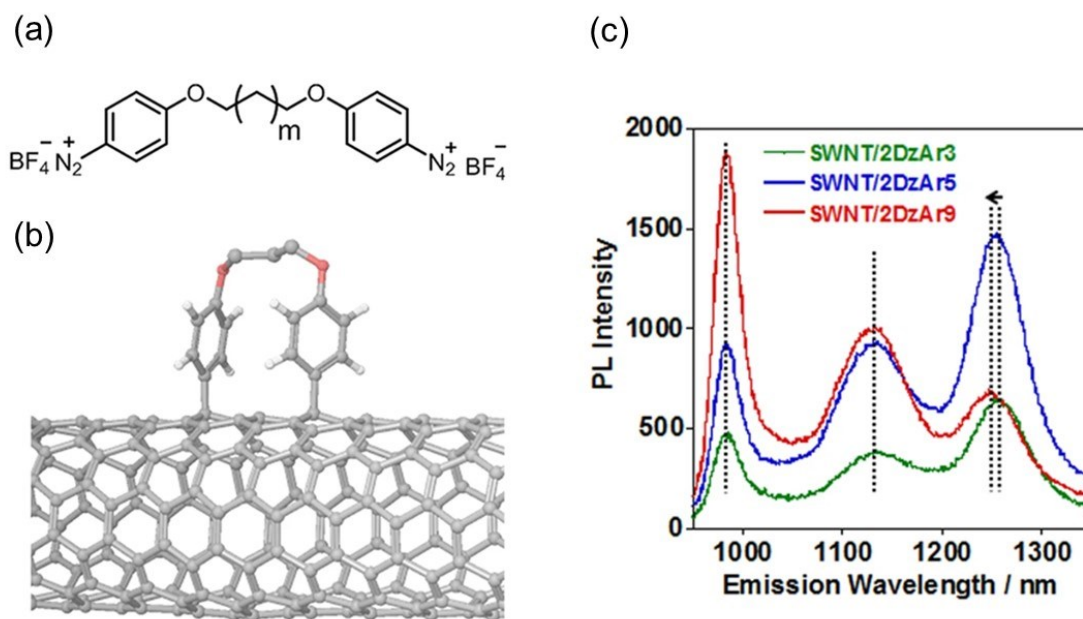 (a)
O O
m
BF4− N2+ N2+ BF4−
(b)
(c)
2000
1500
1000
500
0
SWNT/2DzAr3
SWNT/2DzAr5
SWNT/2DzAr9
PL Intensity
1000 1100 1200 1300
Emission Wavelength / nm